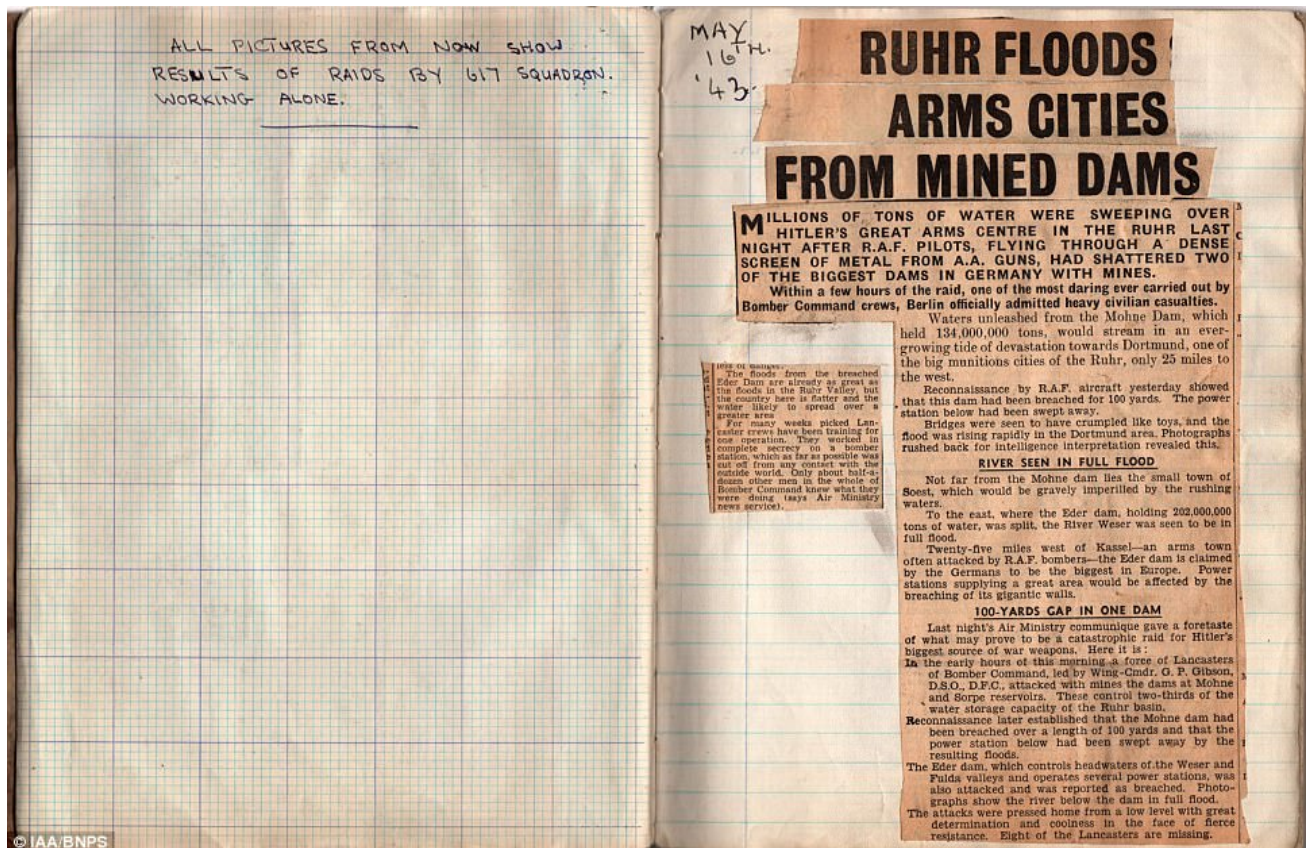 ALL PICTURES FROM NOW SHOW
RESULTS OF RAIDS BY 617 SQUADRON.
WORKING ALONE.
MAY
16TH.
'43.
RUHR FLOODS
ARMS CITIES
FROM MINED DAMS
MILLIONS OF TONS OF WATER WERE SWEEPING OVER
HITLER'S GREAT ARMS CENTRE IN THE RUHR LAST
NIGHT AFTER R.A.F. PILOTS, FLYING THROUGH A DENSE
SCREEN OF METAL FROM A.A. GUNS, HAD SHATTERED TWO
OF THE BIGGEST DAMS IN GERMANY WITH MINES.
Within a few hours of the raid, one of the most daring ever carried out by
Bomber Command crews, Berlin officially admitted heavy civilian casualties.
Waters unleashed from the Mohne Dam, which
held 134,000,000 tons, would stream in an ever-
growing tide of devastation towards Dortmund, one of
the big munitions cities of the Ruhr, only 25 miles to
the west.
Reconnaissance by R.A.F. aircraft yesterday showed
that this dam had been breached for 100 yards. The power
station below had been swept away.
Bridges were seen to have crumpled like toys, and the
flood was rising rapidly in the Dortmund area. Photographs
rushed back for intelligence interpretation revealed this.
RIVER SEEN IN FULL FLOOD
Not far from the Mohne dam lies the small town of
Soest, which would be gravely imperilled by the rushing
waters.
To the east, where the Eder dam, holding 202,000,000
tons of water, was split, the River Weser was seen to be in
full flood.
Twenty-five miles west of Kassel—an arms town
often attacked by R.A.F. bombers—the Eder dam is claimed
by the Germans to be the biggest in Europe. Power
stations supplying a great area would be affected by the
breaching of its gigantic walls.
100-YARDS GAP IN ONE DAM
Last night's Air Ministry communique gave a foretaste
of what may prove to be a catastrophic raid for Hitler's
biggest source of war weapons. Here it is:
In the early hours of this morning a force of Lancasters
of Bomber Command, led by Wing-Cmdr. G. P. Gibson,
D.S.O., D.F.C., attacked with mines the dams at Mohne
and Sorpe reservoirs. These control two-thirds of the
water storage capacity of the Ruhr basin.
Reconnaissance later established that the Mohne dam had
been breached over a length of 100 yards and that the
power station below had been swept away by the
resulting floods.
The Eder dam, which controls headwaters of the Weser and
Fulda valleys and operates several power stations, was
also attacked and was reported as breached. Photo-
graphs show the river below the dam in full flood.
The attacks were pressed home from a low level with great
determination and coolness in the face of fierce
resistance. Eight of the Lancasters are missing.
The floods from the breached
Eder Dam are already as great as
the floods in the Ruhr Valley, but
the country here is flatter and the
water likely to spread over a
greater area
For many weeks picked Lan-
caster crews have been training for
one operation. They worked in
complete secrecy on a bomber
station, which as far as possible was
cut off from any contact with the
outside world. Only about half-a-
dozen other men in the whole of
Bomber Command knew what they
were doing (says Air Ministry
news service).
© IAA/BNPS